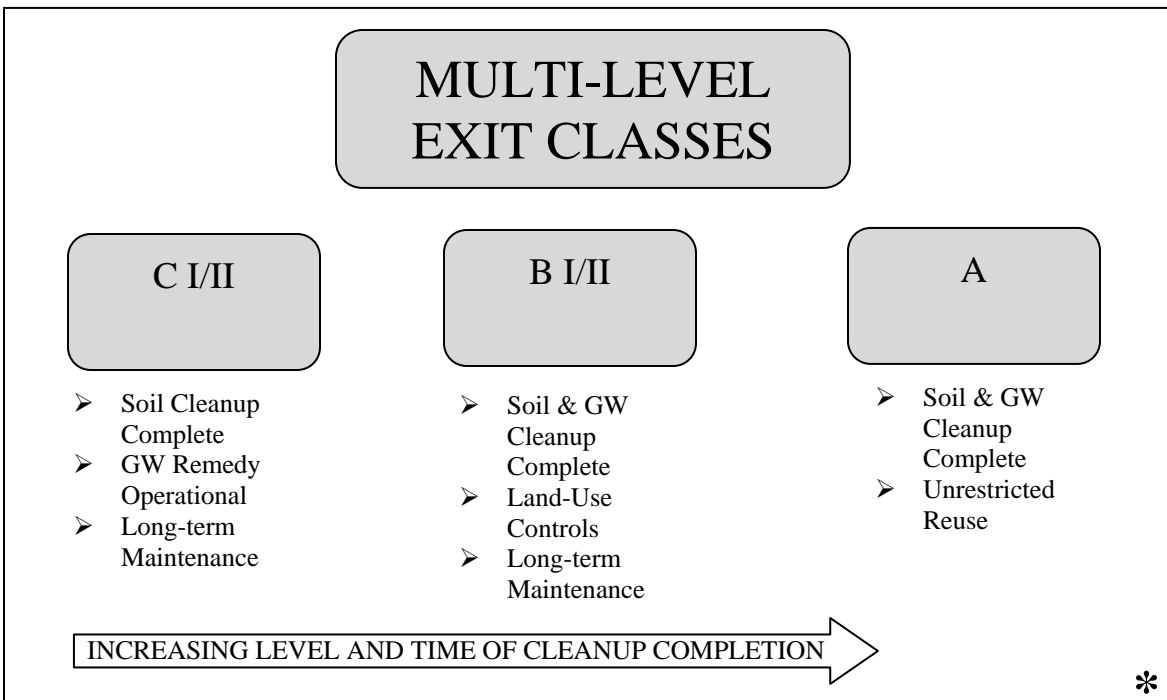 MULTI-LEVEL
EXIT CLASSES
C I/II
➢ Soil Cleanup
Complete
➢ GW Remedy
Operational
➢ Long-term
Maintenance
B I/II
➢ Soil & GW
Cleanup
Complete
➢ Land-Use
Controls
➢ Long-term
Maintenance
A
➢ Soil & GW
Cleanup
Complete
➢ Unrestricted
Reuse
INCREASING LEVEL AND TIME OF CLEANUP COMPLETION
*